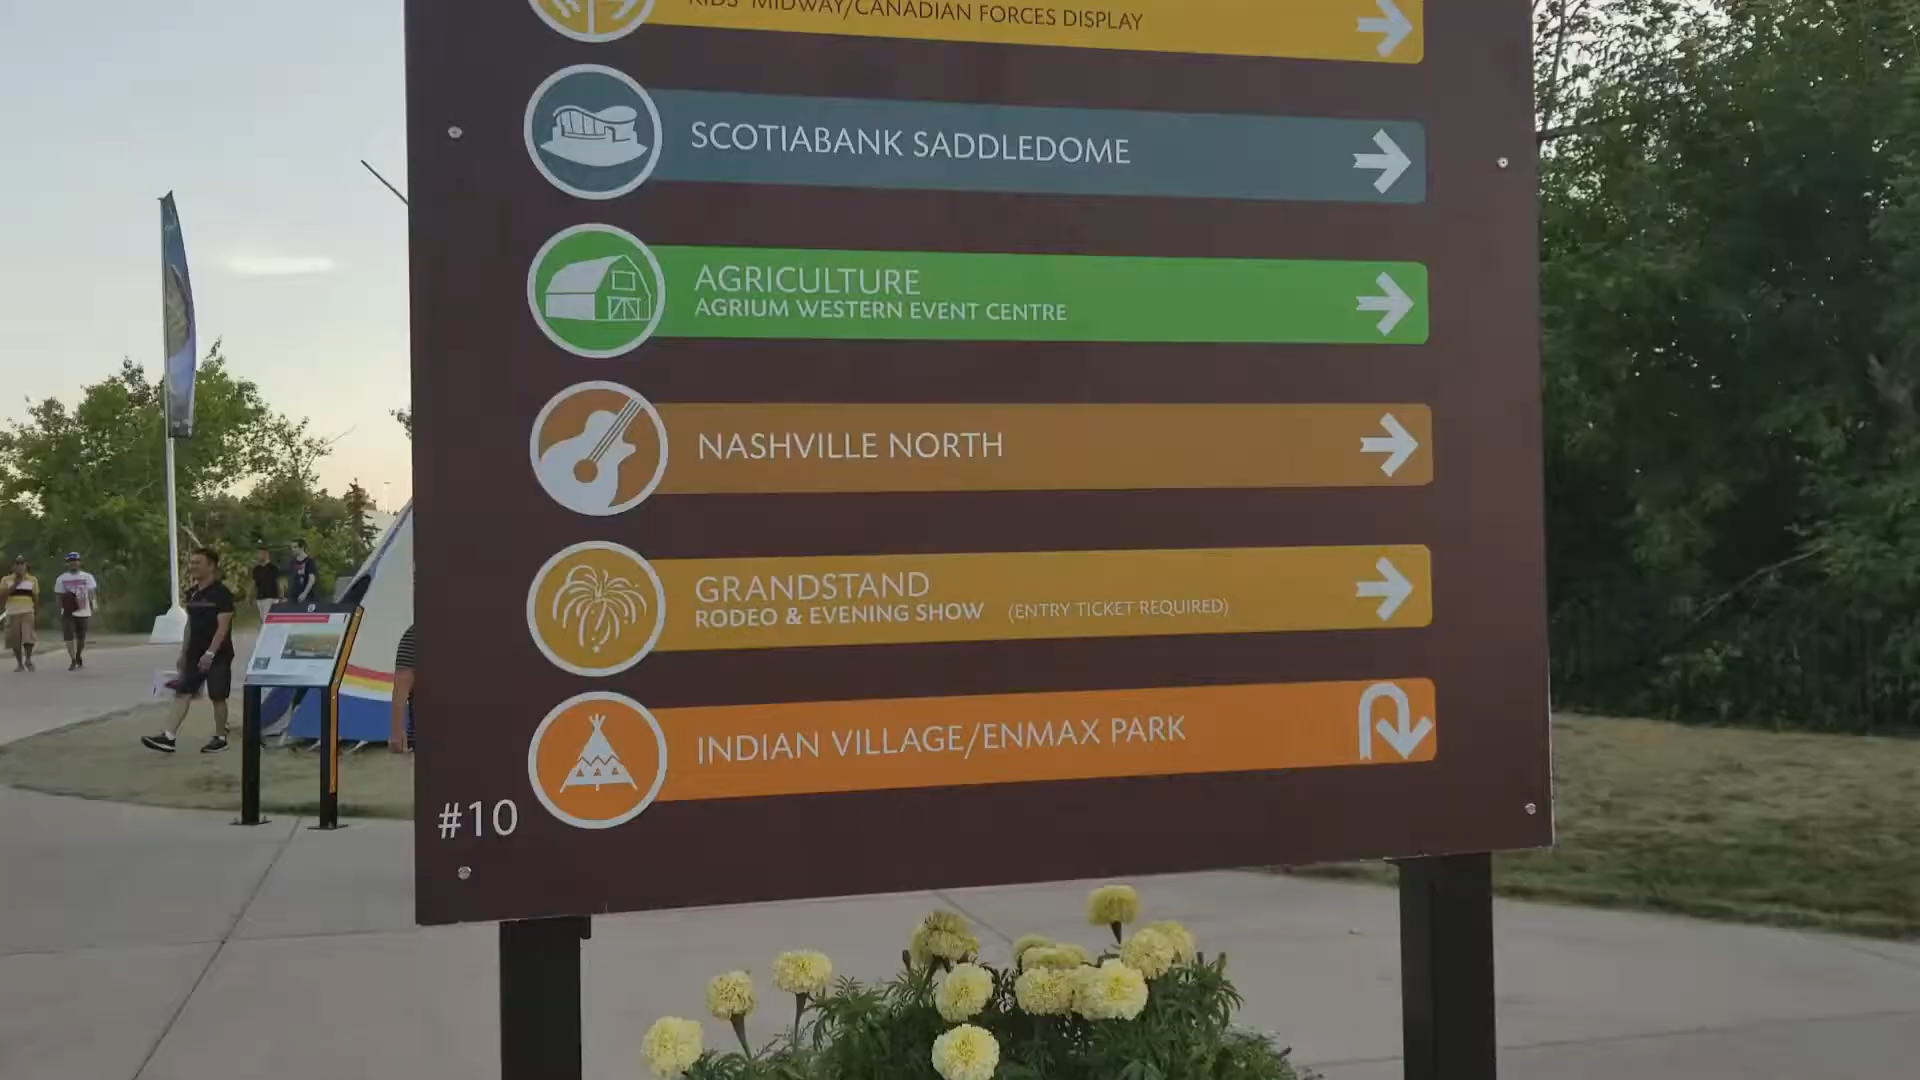 KIDS' MIDWAY/CANADIAN FORCES DISPLAY
SCOTIABANK SADDLEDOME
AGRICULTURE
AGRIUM WESTERN EVENT CENTRE
NASHVILLE NORTH
GRANDSTAND
RODEO & EVENING SHOW (ENTRY TICKET REQUIRED)
INDIAN VILLAGE/ENMAX PARK
#10